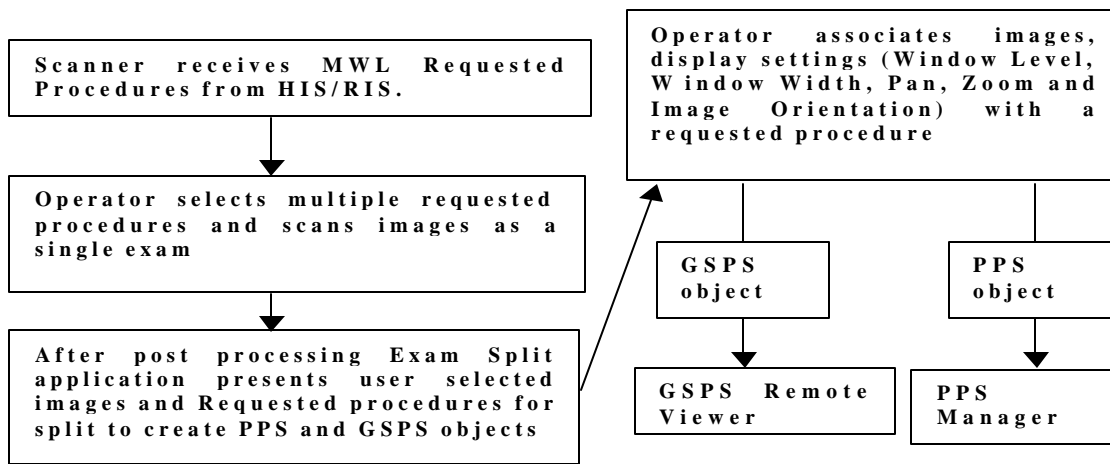 Scanner receives MWL Requested
Procedures from HIS/RIS.
Operator selects multiple requested
procedures and scans images as a
single exam
After post processing Exam Split
application presents user selected
images and Requested procedures for
split to create PPS and GSPS objects
Operator associates images,
display settings (Window Level,
Window Width, Pan, Zoom and
Image Orientation) with a
requested procedure
GSPS
object
PPS
object
GSPS Remote
Viewer
PPS
Manager